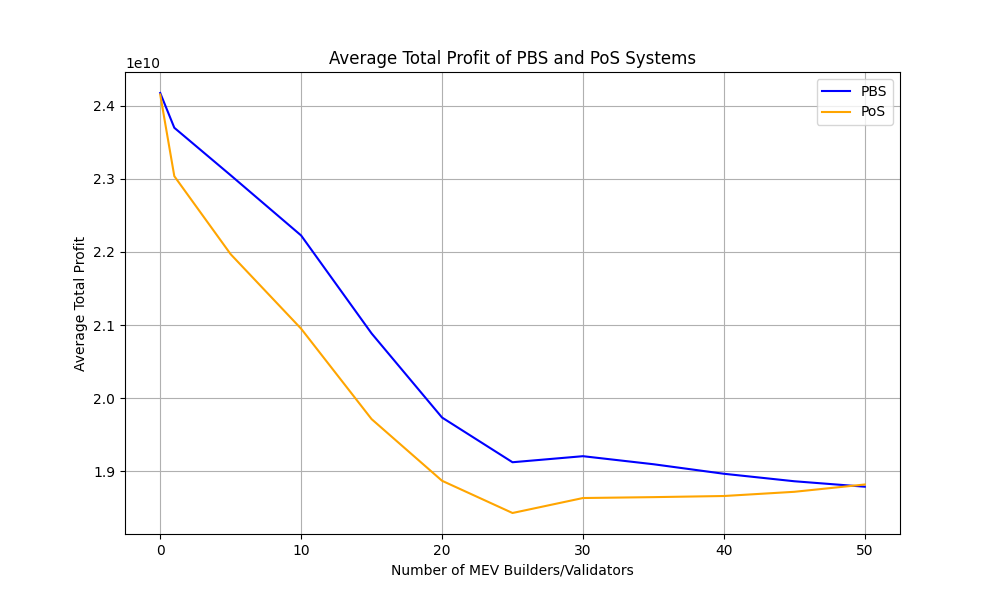 Average Total Profit of PBS and PoS Systems
1e10
PBS
PoS
2.4
2.3
2.2
2.1
2.0
1.9
Average Total Profit
0 10 20 30 40 50
Number of MEV Builders/Validators